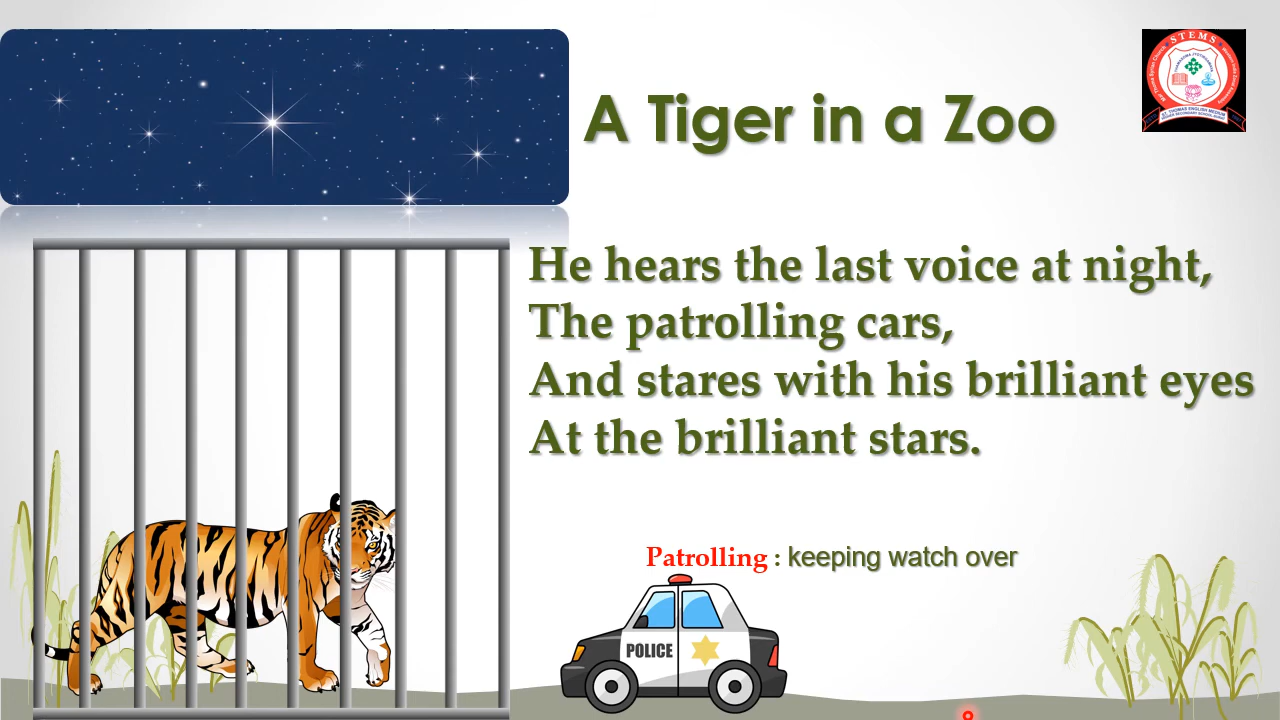 STEMS
A Tiger in a Zoo
He hears the last voice at night,
The patrolling cars,
And stares with his brilliant eyes
At the brilliant stars.
Patrolling : keeping watch over
POLICE